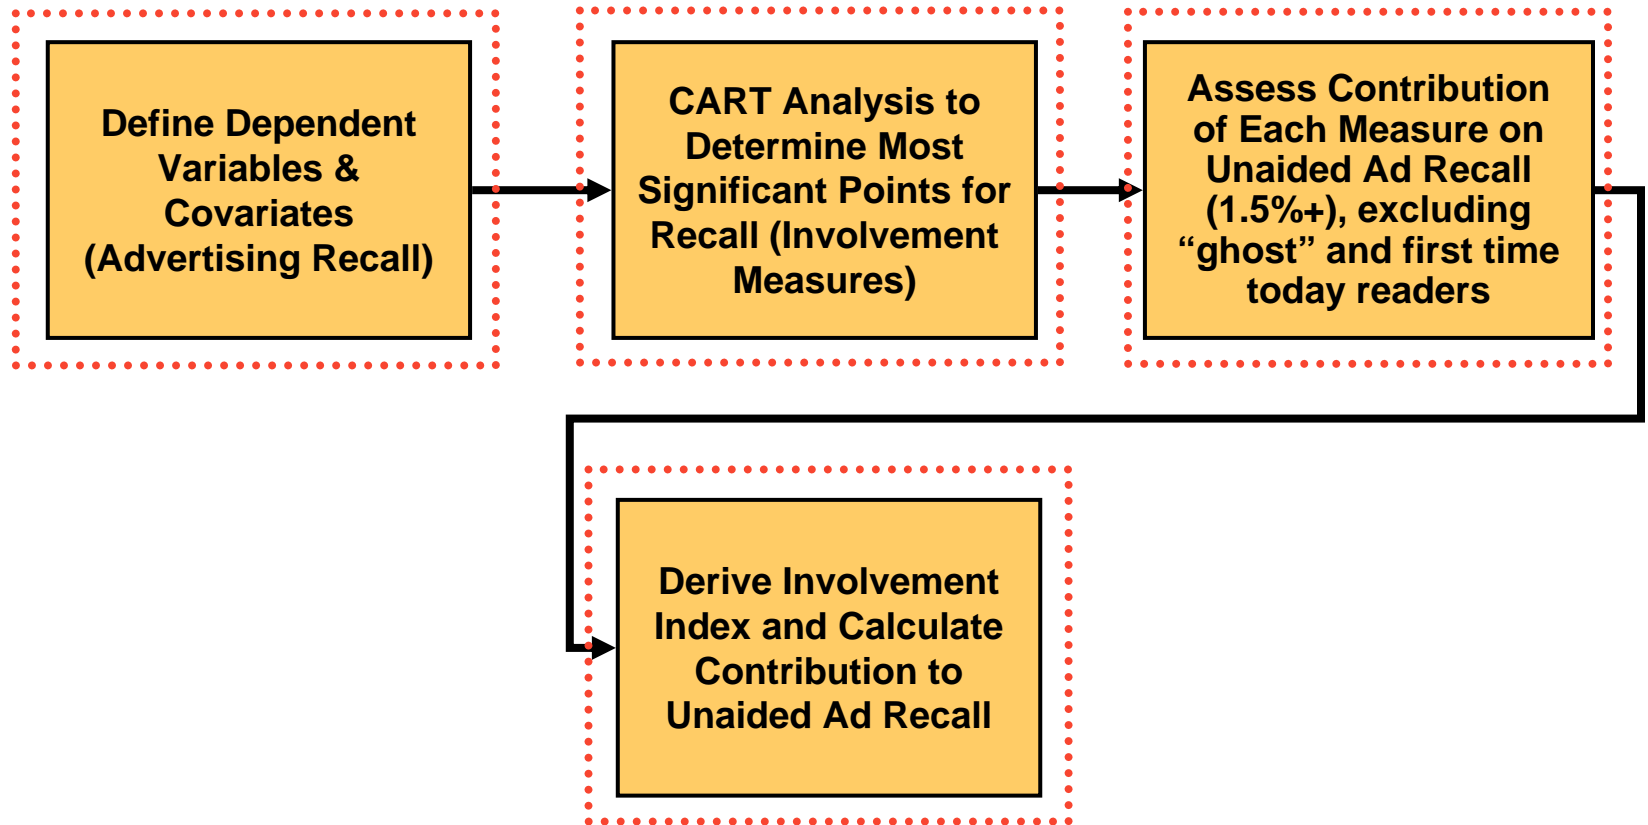 Define Dependent
Variables &
Covariates
(Advertising Recall)
CART Analysis to
Determine Most
Significant Points for
Recall (Involvement
Measures)
Assess Contribution
of Each Measure on
Unaided Ad Recall
(1.5%+), excluding
“ghost” and first time
today readers
Derive Involvement
Index and Calculate
Contribution to
Unaided Ad Recall